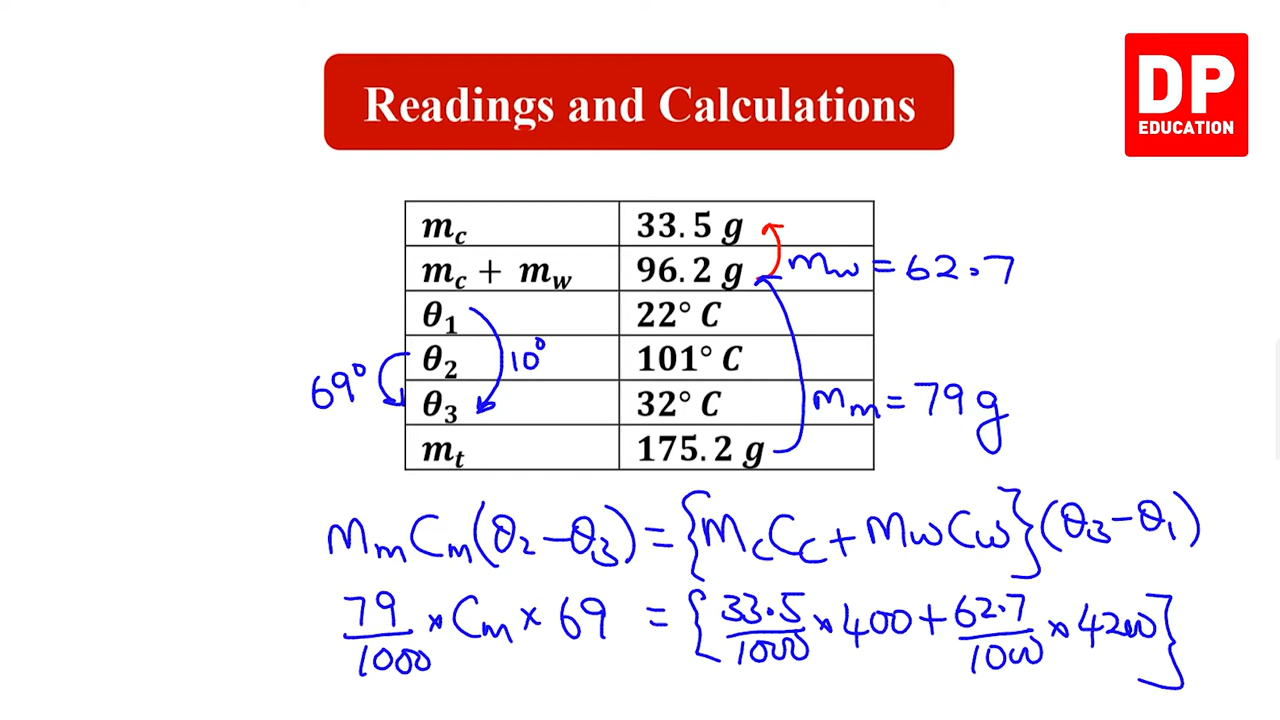 DP
EDUCATION
Readings and Calculations
m_c 33.5 g
m_c + m_w 96.2 g m_w = 62.7
θ_1 22° C
69° θ_2 10° 101° C
θ_3 32° C m_m = 79 g
m_t 175.2 g
M_m C_m (θ_2 - θ_3) = {M_c C_c + M_w C_w} (θ_3 - θ_1)
79/1000 × C_m × 69 = {33.5/1000 × 400 + 62.7/1000 × 4200}